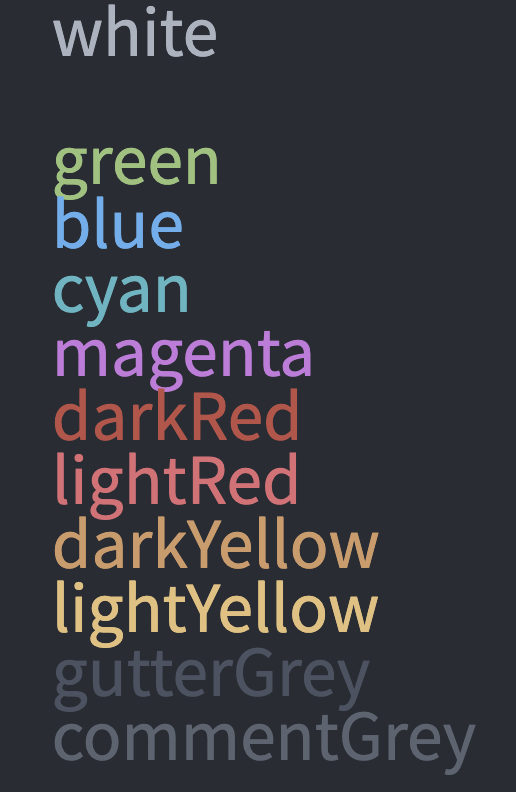 white
green
blue
cyan
magenta
darkRed
lightRed
darkYellow
lightYellow
gutterGrey
commentGrey